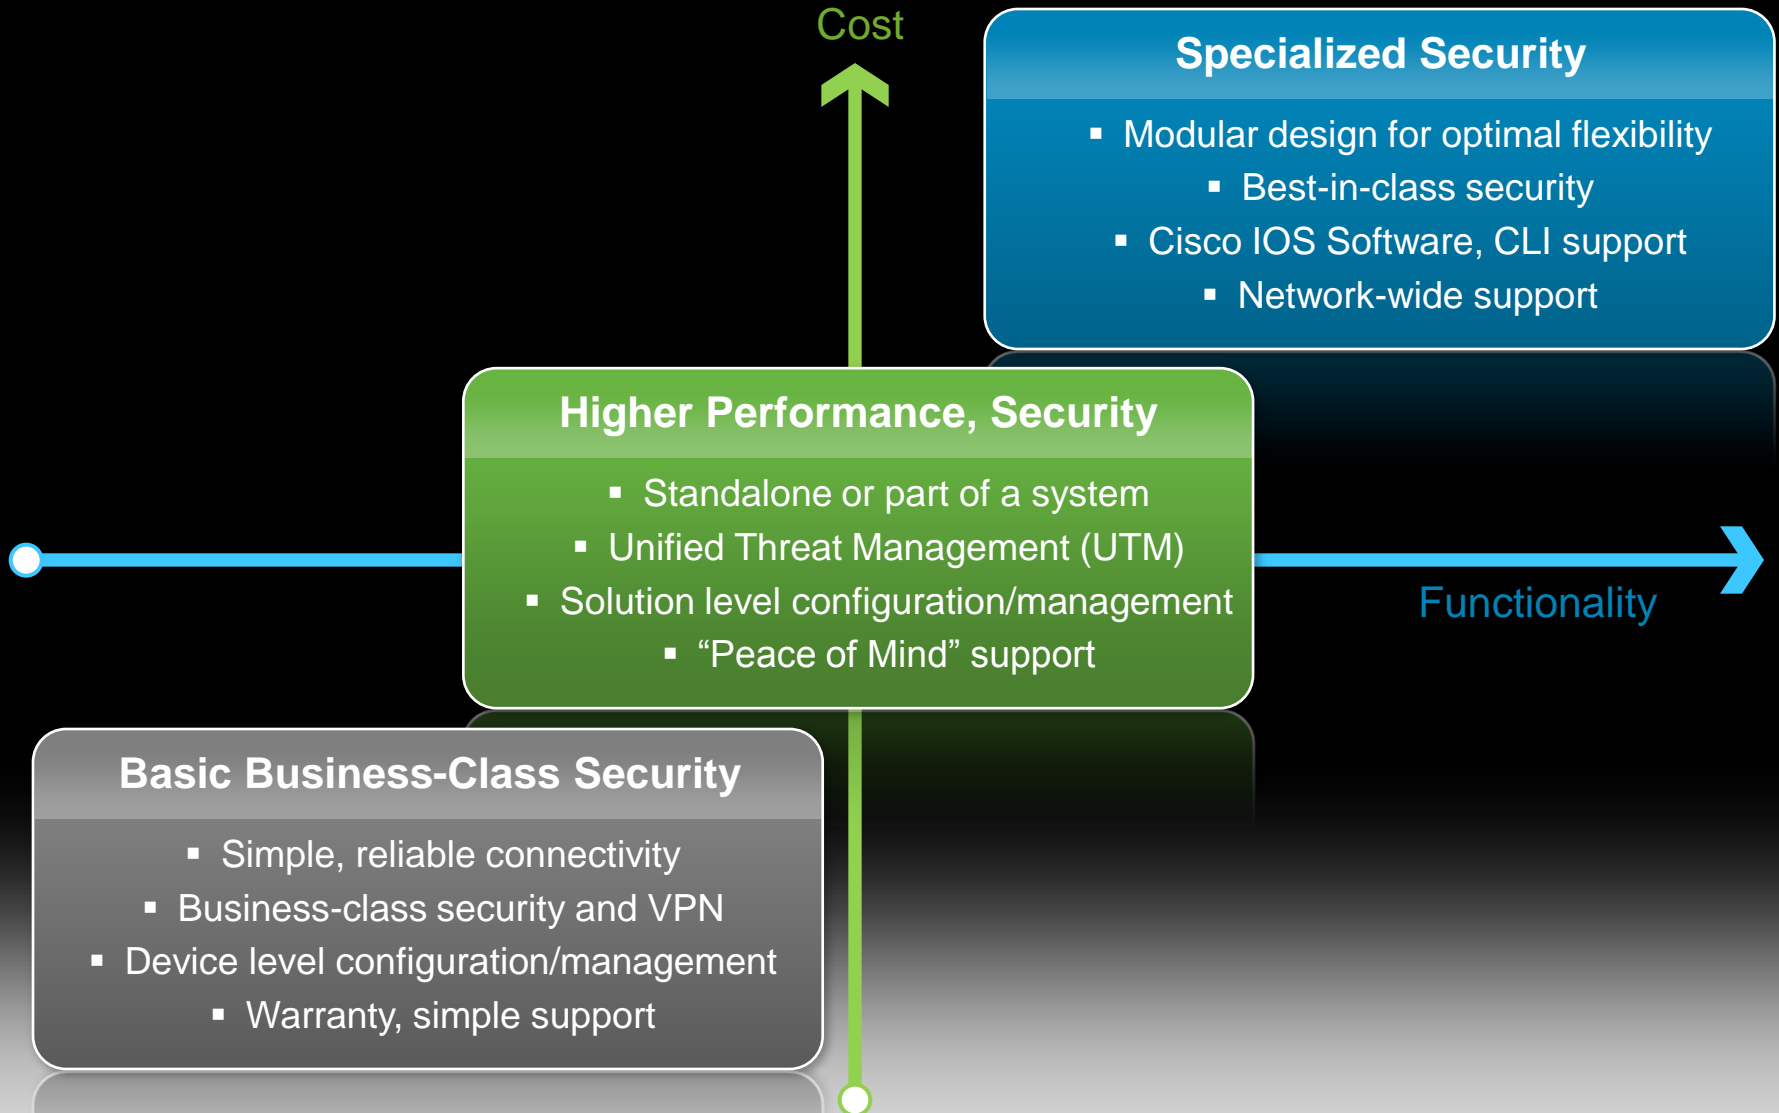 Cost
Specialized Security
▪ Modular design for optimal flexibility
▪ Best-in-class security
▪ Cisco IOS Software, CLI support
▪ Network-wide support
Higher Performance, Security
▪ Standalone or part of a system
▪ Unified Threat Management (UTM)
▪ Solution level configuration/management
▪ “Peace of Mind” support
Functionality
Basic Business-Class Security
▪ Simple, reliable connectivity
▪ Business-class security and VPN
▪ Device level configuration/management
▪ Warranty, simple support